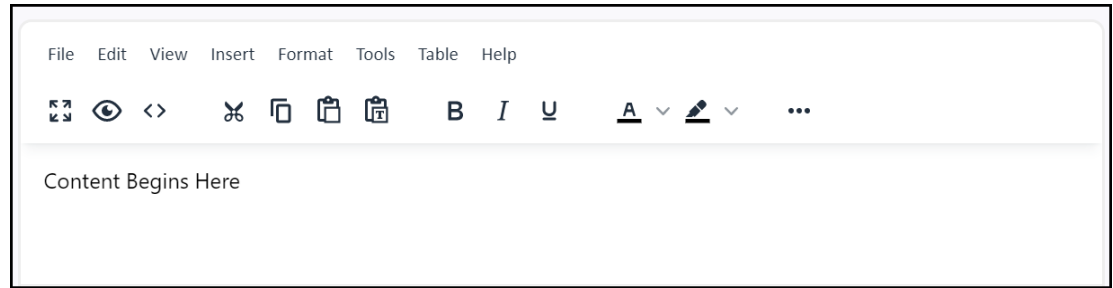 File Edit View Insert Format Tools Table Help
B I U A
Content Begins Here